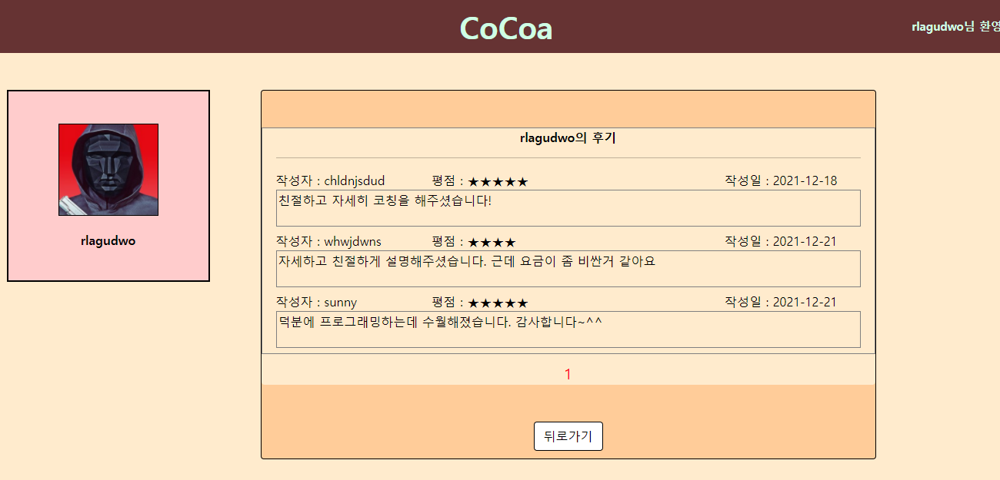 CoCoa
rlagudwo님 환영
rlagudwo
rlagudwo의 후기
작성자 : chldnjsdud 평점 : ★★★★★ 작성일 : 2021-12-18
친절하고 자세히 코칭을 해주셨습니다!
작성자 : whwjdwns 평점 : ★★★★ 작성일 : 2021-12-21
자세하고 친절하게 설명해주셨습니다. 근데 요금이 좀 비싼거 같아요
작성자 : sunny 평점 : ★★★★★ 작성일 : 2021-12-21
덕분에 프로그래밍하는데 수월해졌습니다. 감사합니다~^^
1
뒤로가기